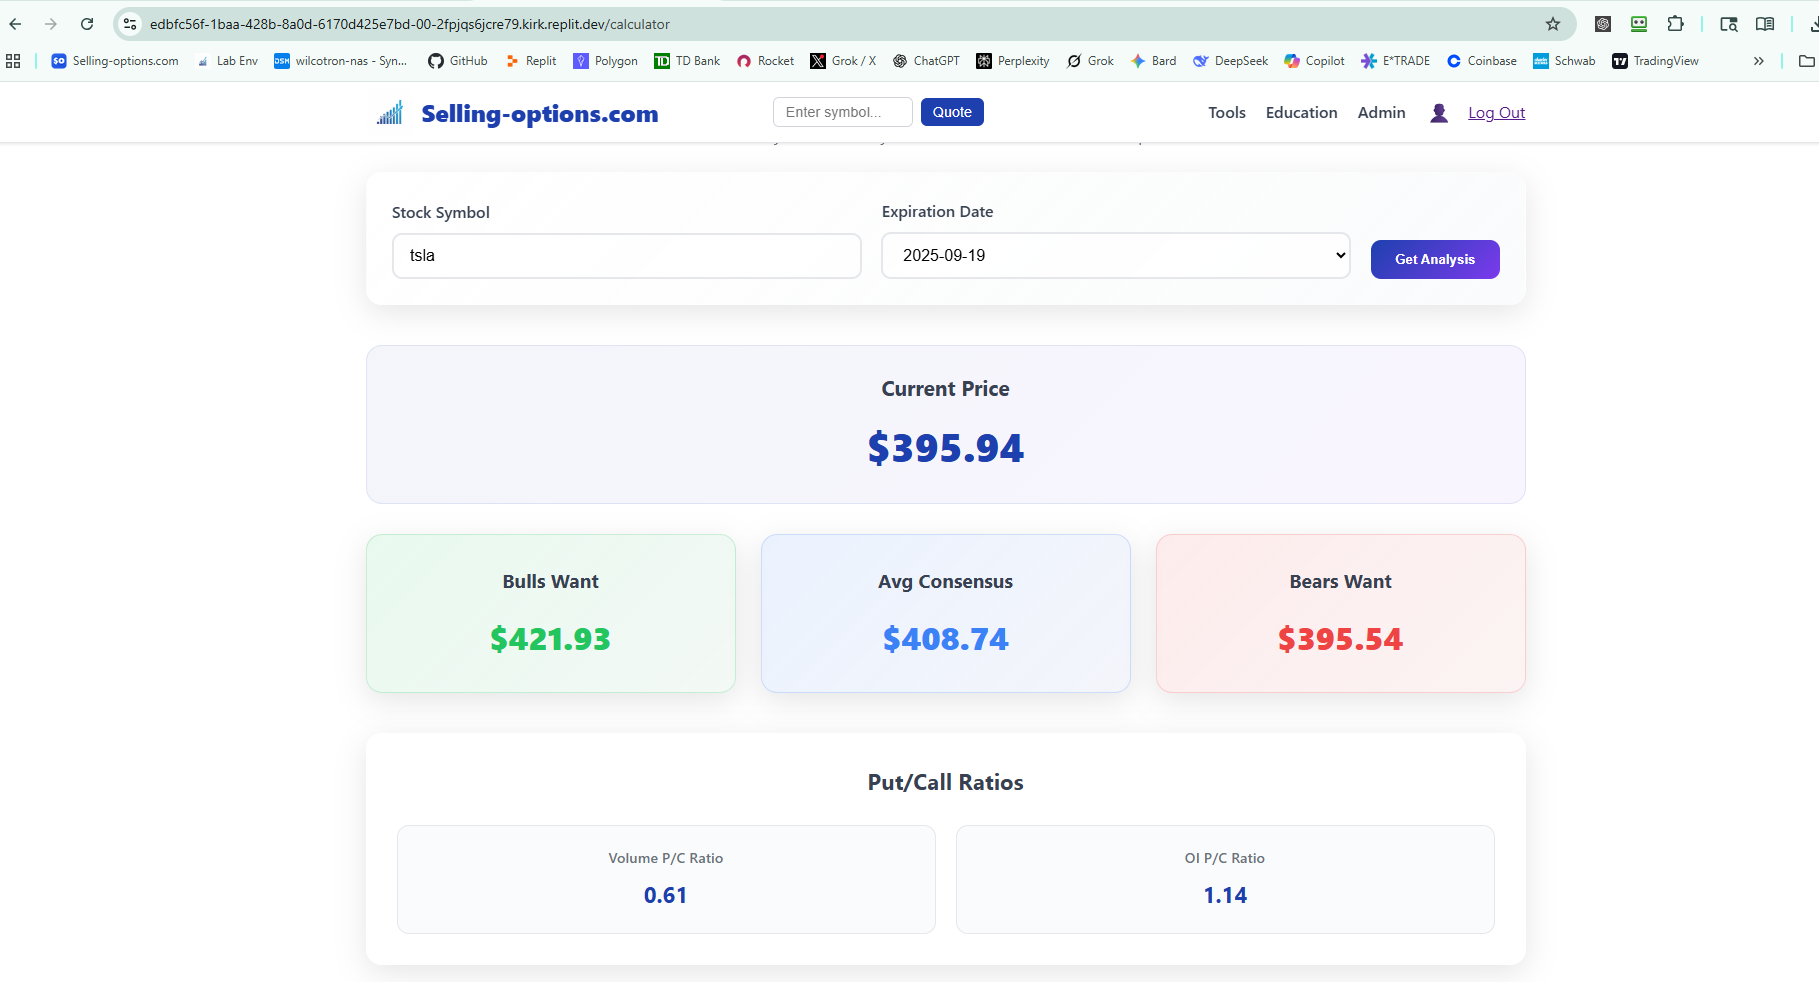 edbfc56f-1baa-428b-8a0d-6170d425e7bd-00-2fpjqs6jcre79.kirk.replit.dev/calculator
Selling-options.com Lab Env wilcotron-nas - Syn... GitHub Replit Polygon TD Bank Rocket Grok / X ChatGPT Perplexity Grok Bard DeepSeek Copilot E*TRADE Coinbase Schwab TradingView »
Selling-options.com Enter symbol... Quote Tools Education Admin Log Out
Stock Symbol Expiration Date
tsla 2025-09-19 Get Analysis
Current Price
$395.94
Bulls Want Avg Consensus Bears Want
$421.93 $408.74 $395.54
Put/Call Ratios
Volume P/C Ratio OI P/C Ratio
0.61 1.14